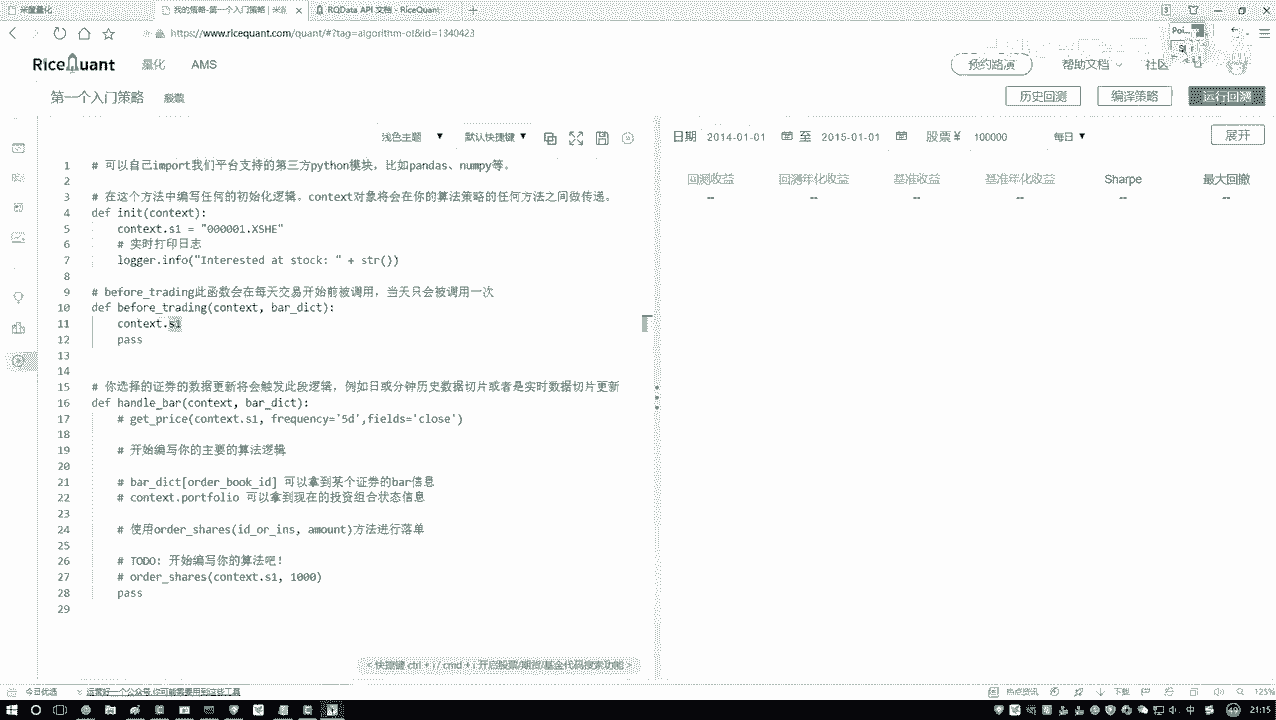 米筐量化
我的策略-第一个入门策略 | 米筐
RQData API 文档 - RiceQuant
https://www.ricequant.com/quant/#?tag=algorithm-ot&id=1340423
RiceQuant 量化 AMS
预约路演 帮助文档 社区
第一个入门策略 股票
历史回测 编译策略 运行回测
浅色主题 默认快捷键
日期 2014-01-01 至 2015-01-01 股票¥ 100000 每日 展开
回测收益 回测年化收益 基准收益 基准年化收益 Sharpe 最大回撤
-- -- -- -- -- --
1 # 可以自己import我们平台支持的第三方python模块，比如pandas、numpy等。
2
3 # 在这个方法中编写任何的初始化逻辑。context对象将会在你的算法策略的任何方法之间做传递。
4 def init(context):
5 context.s1 = "000001.XSHE"
6 # 实时打印日志
7 logger.info("Interested at stock: " + str())
8
9 # before_trading此函数会在每天交易开始前被调用，当天只会被调用一次
10 def before_trading(context, bar_dict):
11 context.s1
12 pass
13
14
15 # 你选择的证券的数据更新将会触发此段逻辑，例如日或分钟历史数据切片或者是实时数据切片更新
16 def handle_bar(context, bar_dict):
17 # get_price(context.s1, frequency='5d',fields='close')
18
19 # 开始编写你的主要的算法逻辑
20
21 # bar_dict[order_book_id] 可以拿到某个证券的bar信息
22 # context.portfolio 可以拿到现在的投资组合状态信息
23
24 # 使用order_shares(id_or_ins, amount)方法进行落单
25
26 # TODO: 开始编写你的算法吧！
27 # order_shares(context.s1, 1000)
28 pass
29
< 快捷键 ctrl + i / cmd + i 开启股票/期货/基金代码搜索功能 >
今日优选 运营好一个公众号,你可能需要用到这些工具
热点资讯 下载 125%
中 21:15